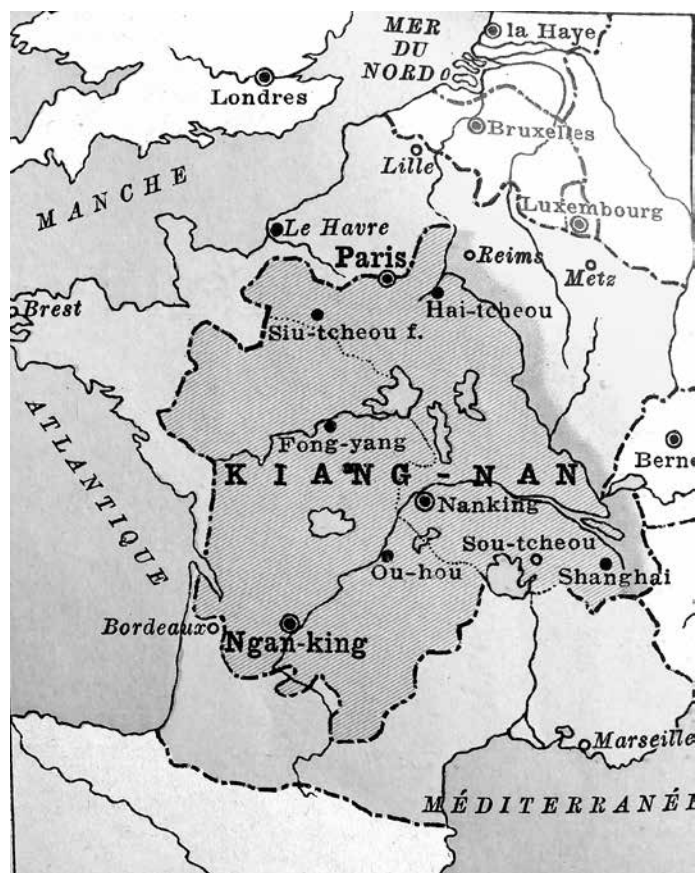 MER
DU
NORD
la Haye
Londres
Bruxelles
Lille
MANCHE
Luxembourg
Le Havre
Paris
Reims
Metz
Brest
Hai-tcheou
Siu-tcheou f.
ATLANTIQUE
Fong-yang
Berne
KIANG-NAN
Nanking
Sou-tcheou
Ou-hou
Shanghai
Bordeaux
Ngan-king
Marseille
MÉDITERRANÉE